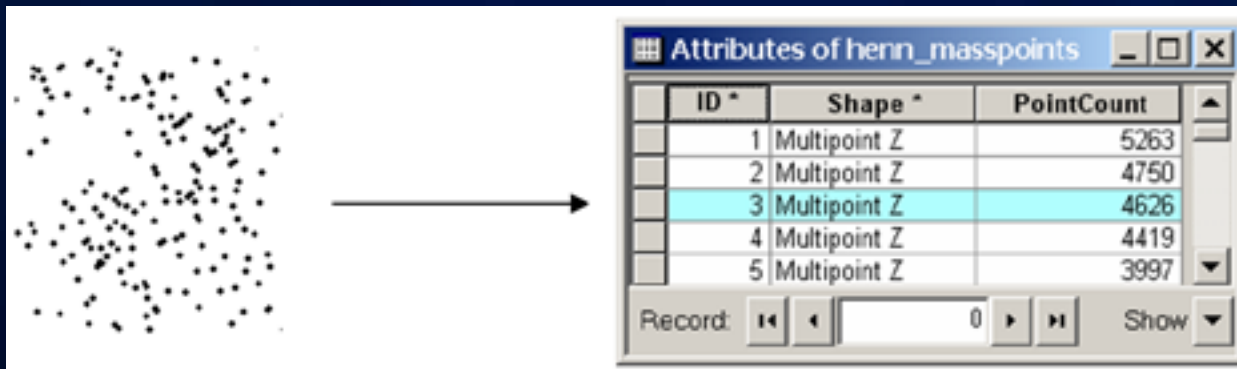 Attributes of henn_masspoints
ID * Shape * PointCount
1 Multipoint Z 5263
2 Multipoint Z 4750
3 Multipoint Z 4626
4 Multipoint Z 4419
5 Multipoint Z 3997
Record: 0 Show